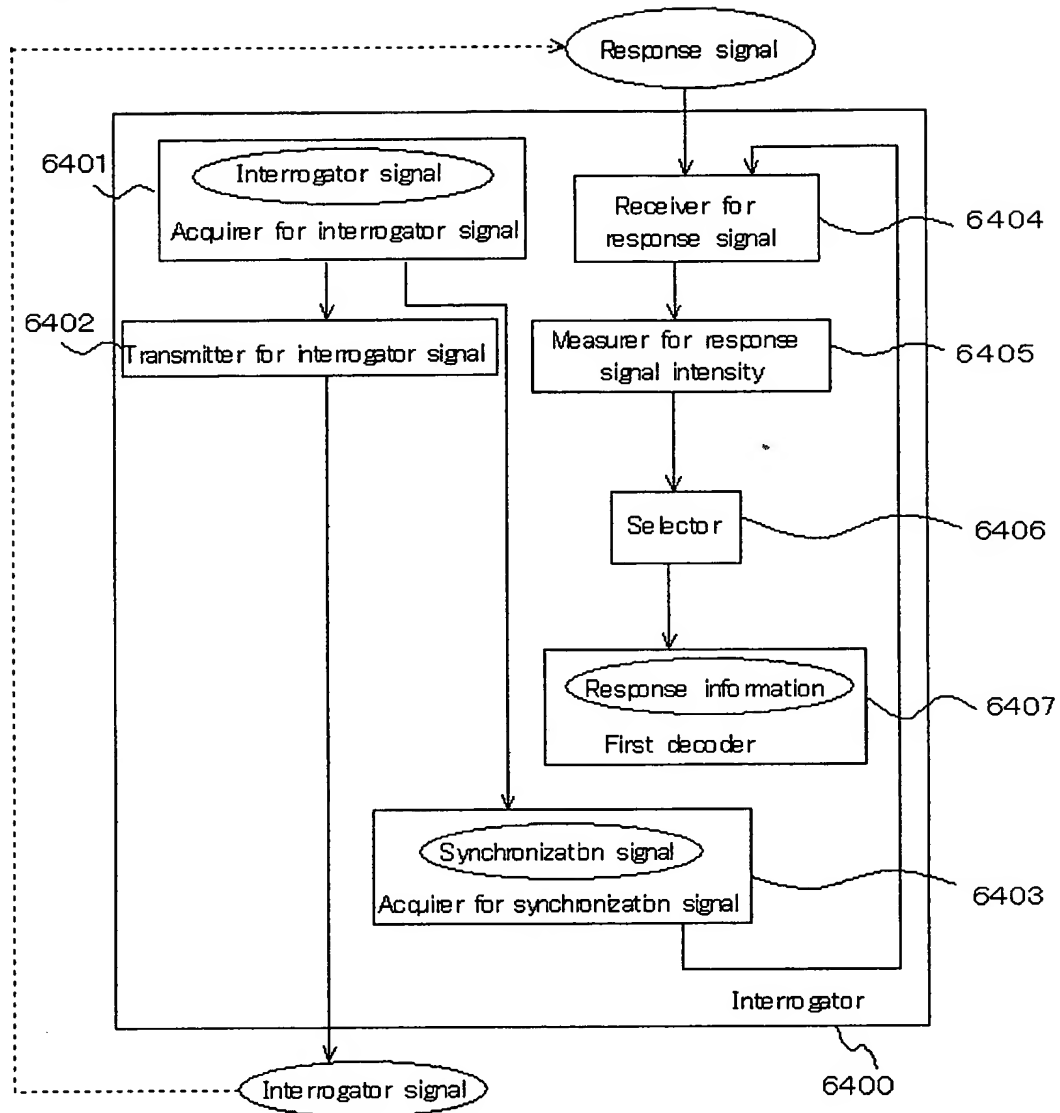 Response signal
6401
Interrogator signal
Acquirer for interrogator signal
Receiver for
response signal
6404
6402
Transmitter for interrogator signal
Measurer for response
signal intensity
6405
Selector
6406
Response information
First decoder
6407
Synchronization signal
Acquirer for synchronization signal
6403
Interrogator
6400
Interrogator signal